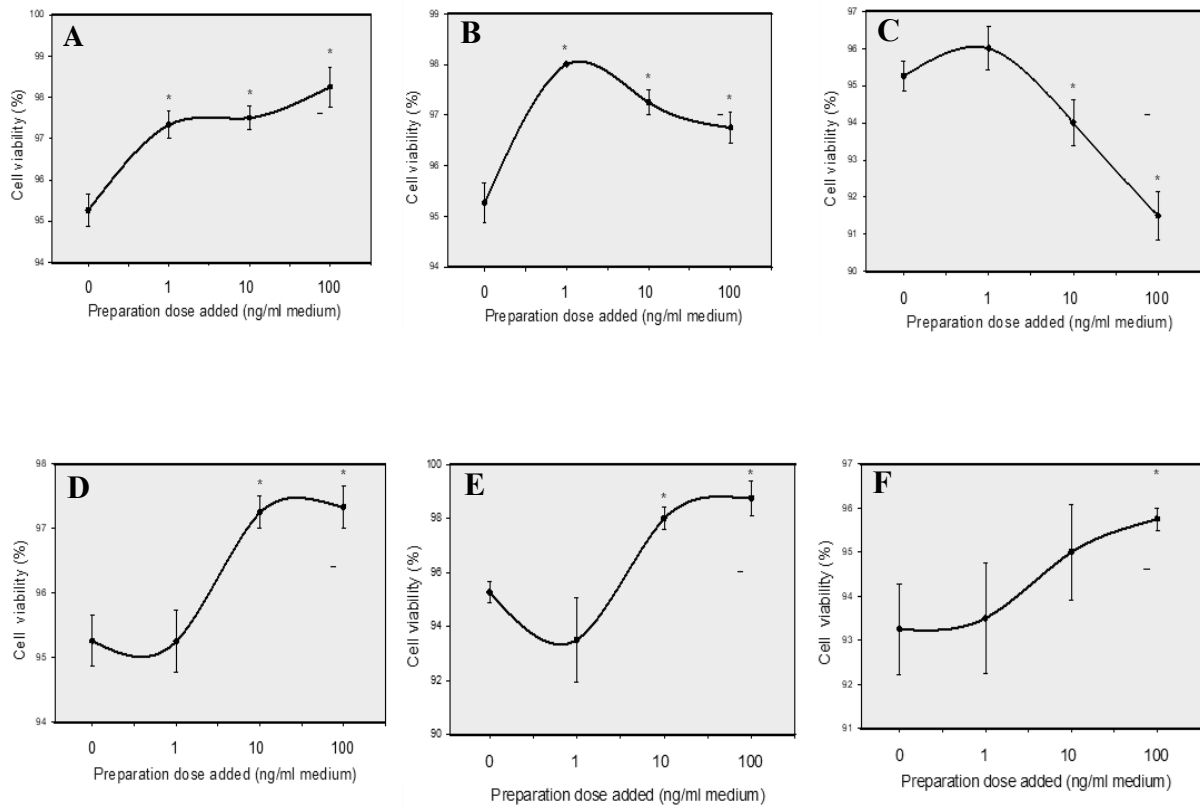 A
Cell viability (%)
100
99
98
97
96
95
94
*
*
*
0 1 10 100
Preparation dose added (ng/ml medium)
B
Cell viability (%)
99
98
97
96
95
94
*
*
*
0 1 10 100
Preparation dose added (ng/ml medium)
C
Cell viability (%)
97
96
95
94
93
92
91
90
*
*
0 1 10 100
Preparation dose added (ng/ml medium)
D
Cell viability (%)
98
97
96
95
94
*
*
0 1 10 100
Preparation dose added (ng/ml medium)
E
Cell viability (%)
100
98
96
94
92
90
*
*
0 1 10 100
Preparation dose added (ng/ml medium)
F
Cell viability (%)
97
96
95
94
93
92
91
*
0 1 10 100
Preparation dose added (ng/ml medium)